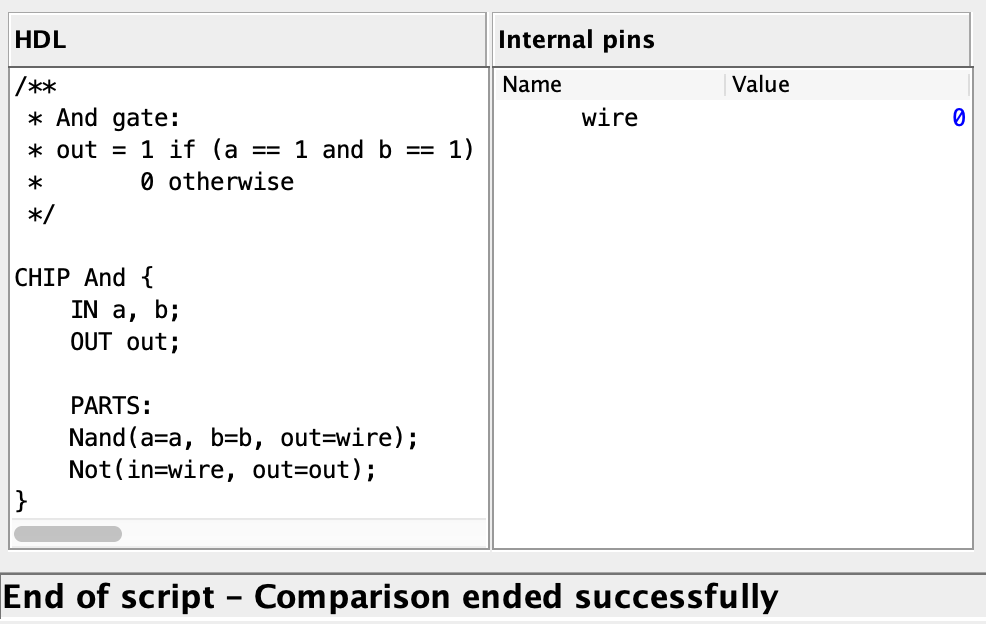 HDL
/**
 * And gate:
 * out = 1 if (a == 1 and b == 1)
 *       0 otherwise
 */
CHIP And {
    IN a, b;
    OUT out;
    PARTS:
    Nand(a=a, b=b, out=wire);
    Not(in=wire, out=out);
}
Internal pins
Name Value
wire 0
End of script – Comparison ended successfully